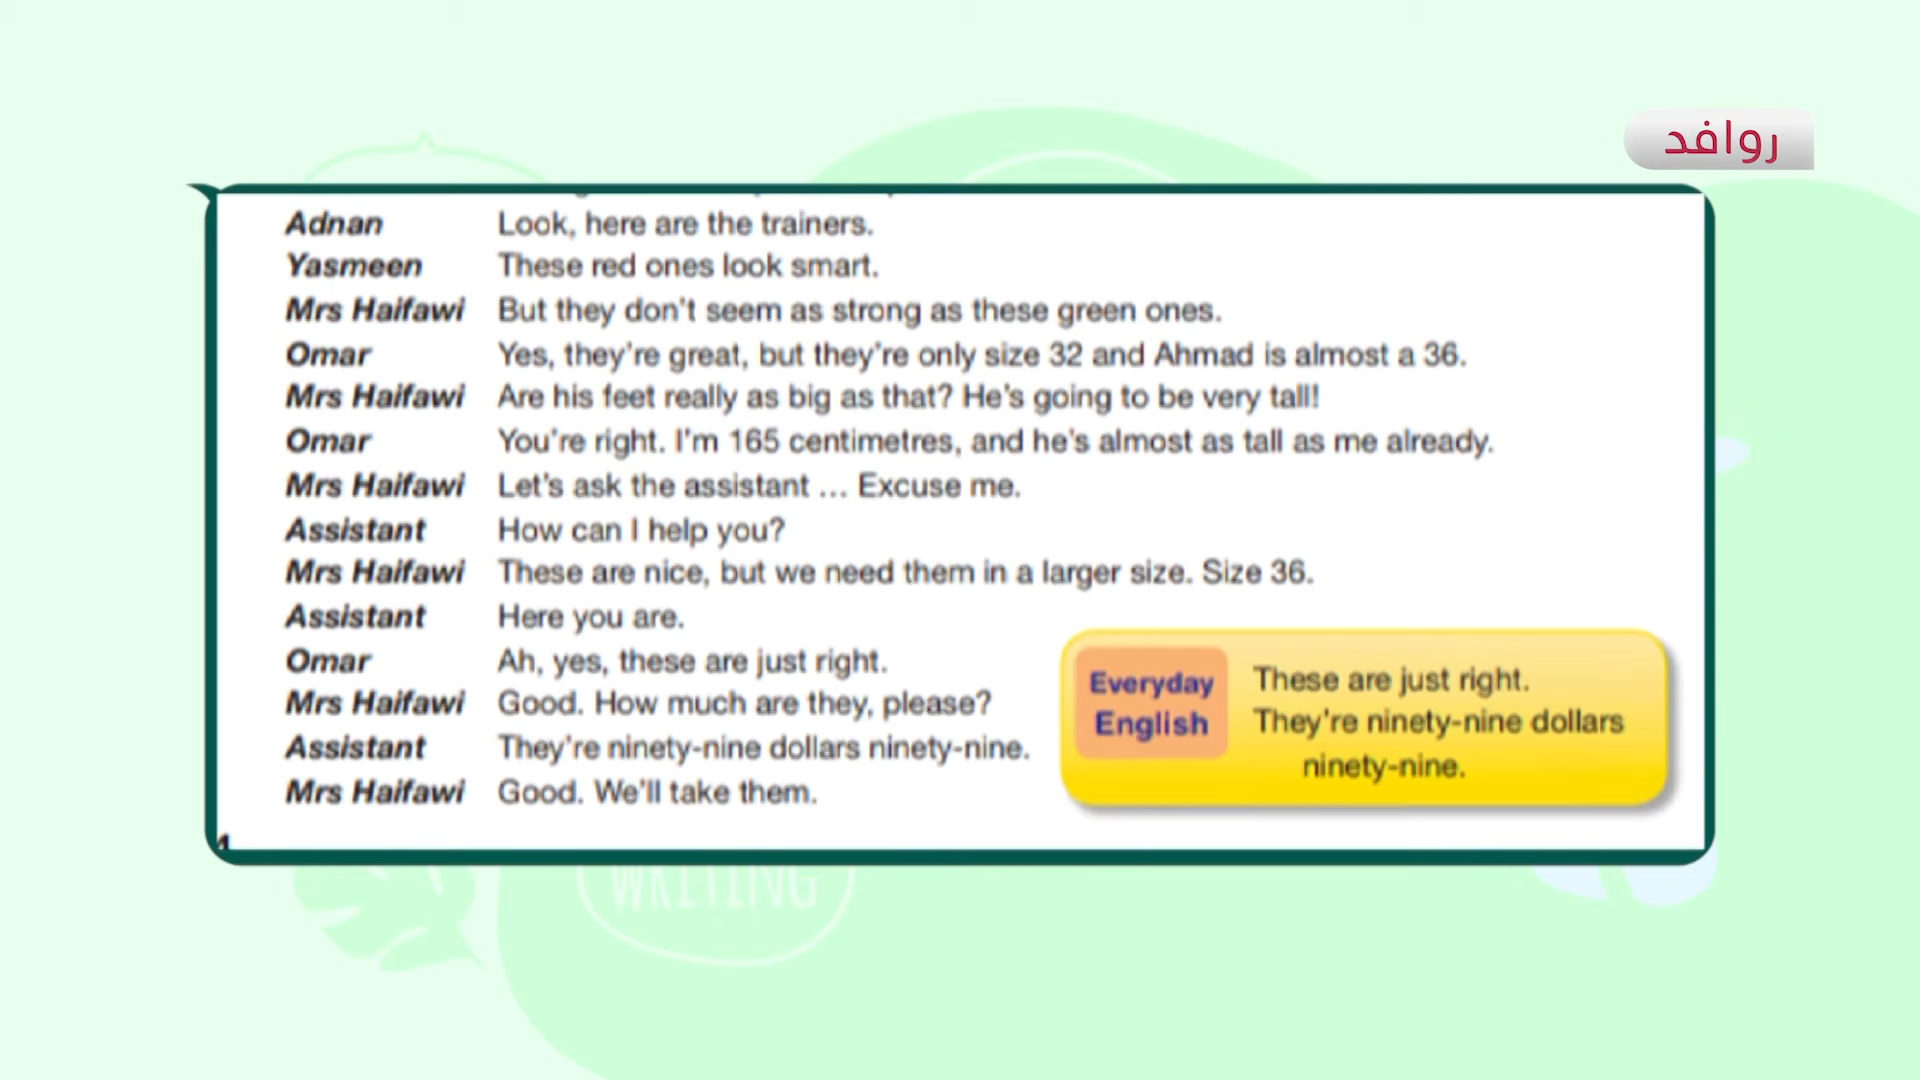 روافد
Adnan Look, here are the trainers.
Yasmeen These red ones look smart.
Mrs Haifawi But they don't seem as strong as these green ones.
Omar Yes, they're great, but they're only size 32 and Ahmad is almost a 36.
Mrs Haifawi Are his feet really as big as that? He's going to be very tall!
Omar You're right. I'm 165 centimetres, and he's almost as tall as me already.
Mrs Haifawi Let's ask the assistant ... Excuse me.
Assistant How can I help you?
Mrs Haifawi These are nice, but we need them in a larger size. Size 36.
Assistant Here you are.
Omar Ah, yes, these are just right.
Mrs Haifawi Good. How much are they, please?
Assistant They're ninety-nine dollars ninety-nine.
Mrs Haifawi Good. We'll take them.
Everyday
English
These are just right.
They're ninety-nine dollars
ninety-nine.
WRITING